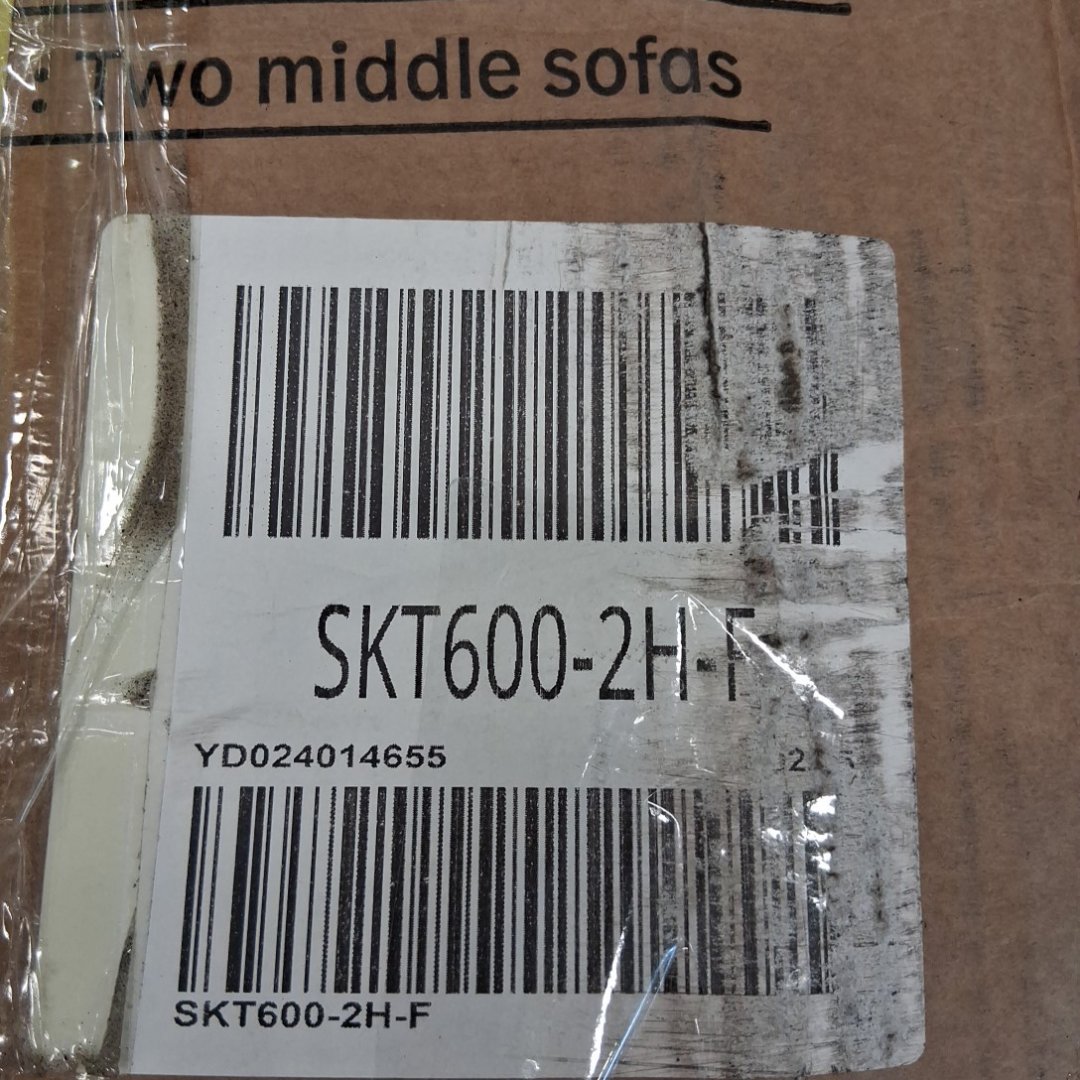 : Two middle sofas
SKT600-2H-F
YD024014655
2
SKT600-2H-F